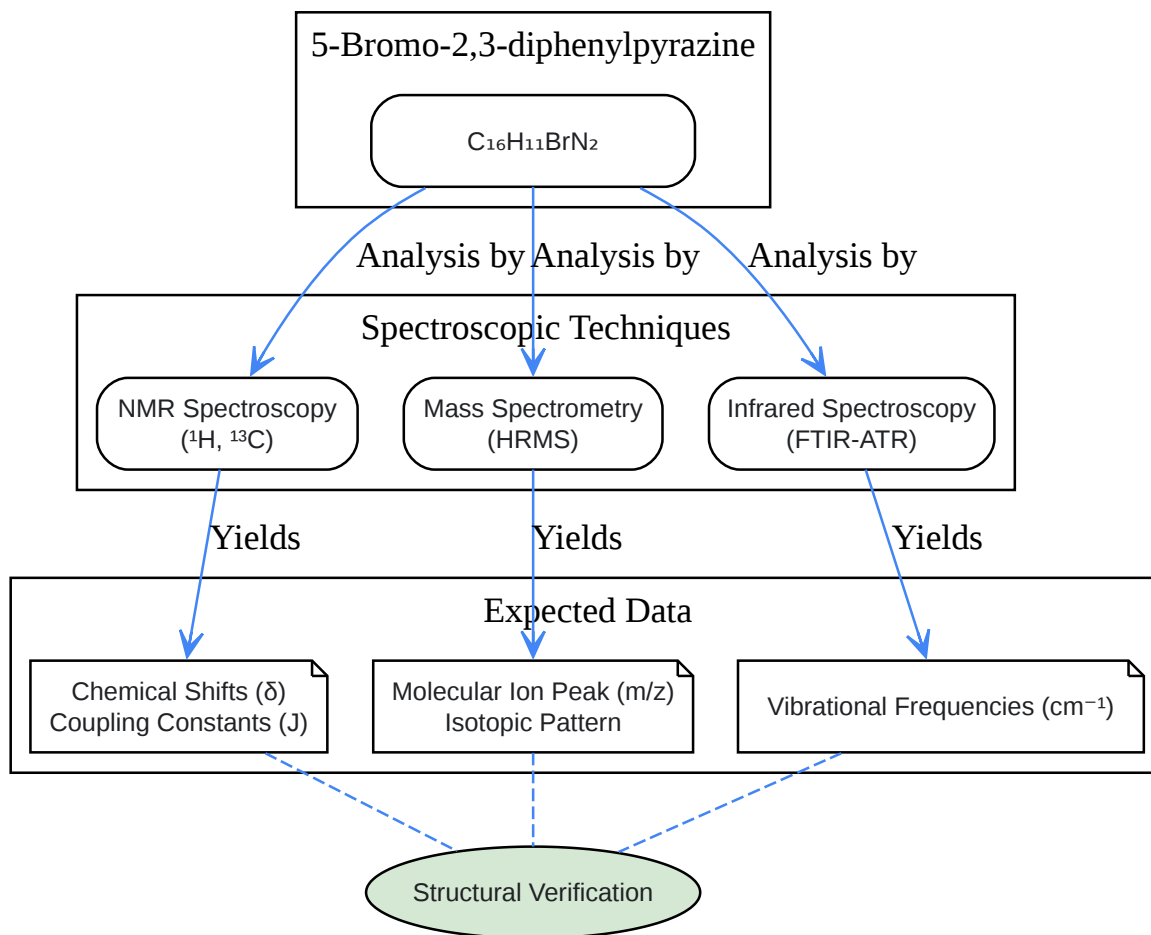 5-Bromo-2,3-diphenylpyrazine
C₁₆H₁₁BrN₂
Analysis by
Analysis by
Analysis by
Spectroscopic Techniques
NMR Spectroscopy
(¹H, ¹³C)
Mass Spectrometry
(HRMS)
Infrared Spectroscopy
(FTIR-ATR)
Yields
Yields
Yields
Expected Data
Chemical Shifts (δ)
Coupling Constants (J)
Molecular Ion Peak (m/z)
Isotopic Pattern
Vibrational Frequencies (cm⁻¹)
Structural Verification